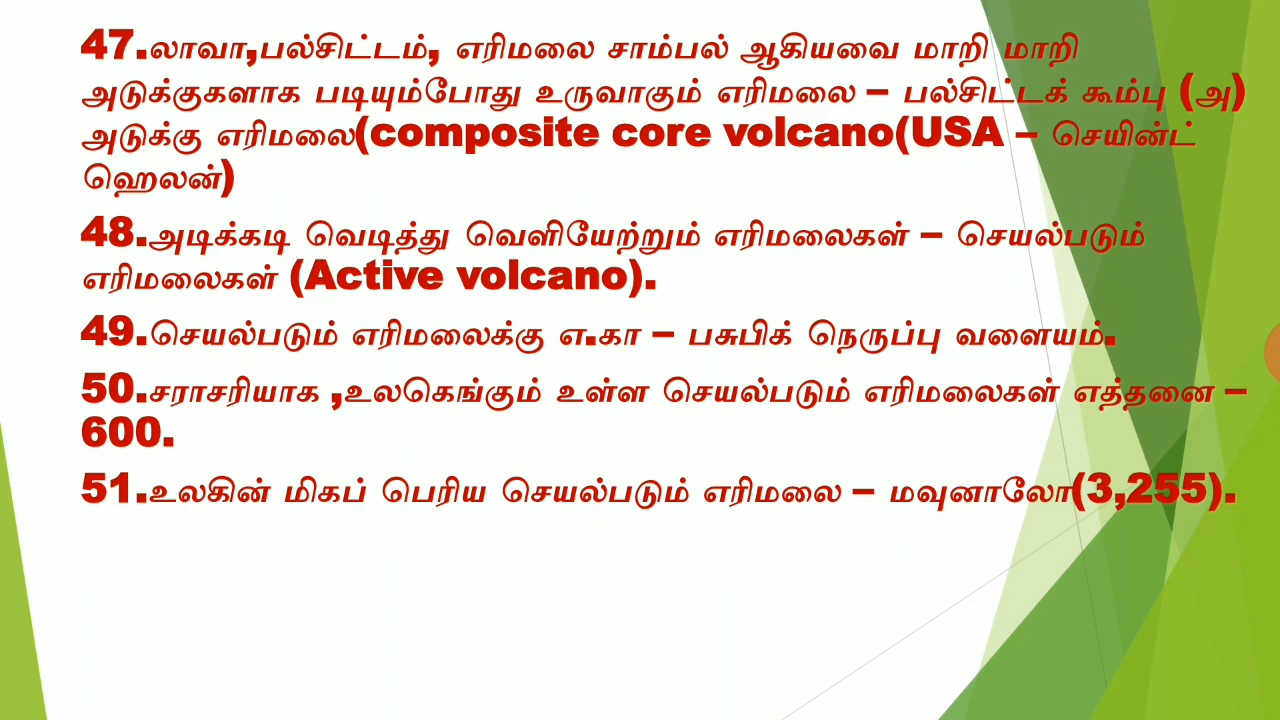 47.லாவா,பல்சிட்டம், எரிமலை சாம்பல் ஆகியவை மாறி மாறி
அடுக்குகளாக படியும்போது உருவாகும் எரிமலை – பல்சிட்டக் கூம்பு (அ)
அடுக்கு எரிமலை(composite core volcano(USA – செயின்ட்
ஹெலன்)
48.அடிக்கடி வெடித்து வெளியேற்றும் எரிமலைகள் – செயல்படும்
எரிமலைகள் (Active volcano).
49.செயல்படும் எரிமலைக்கு எ.கா – பசுபிக் நெருப்பு வளையம்.
50.சராசரியாக ,உலகெங்கும் உள்ள செயல்படும் எரிமலைகள் எத்தனை –
600.
51.உலகின் மிகப் பெரிய செயல்படும் எரிமலை – மவுனாலோ(3,255).